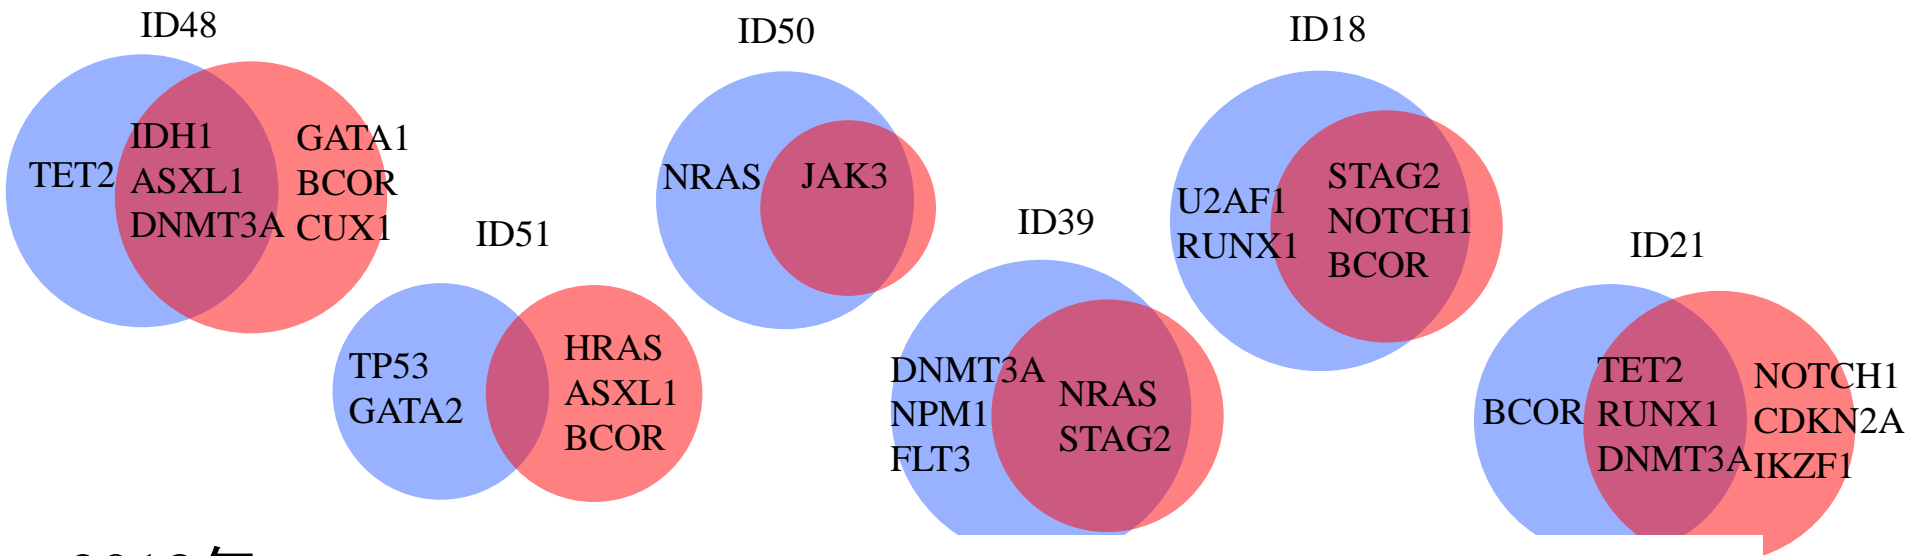 ID48
TET2
IDH1
ASXL1
DNMT3A
GATA1
BCOR
CUX1
ID51
TP53
GATA2
HRAS
ASXL1
BCOR
ID50
NRAS
JAK3
ID39
DNMT3A
NPM1
FLT3
NRAS
STAG2
ID18
U2AF1
RUNX1
STAG2
NOTCH1
BCOR
ID21
BCOR
TET2
RUNX1
DNMT3A
NOTCH1
CDKN2A
IKZF1